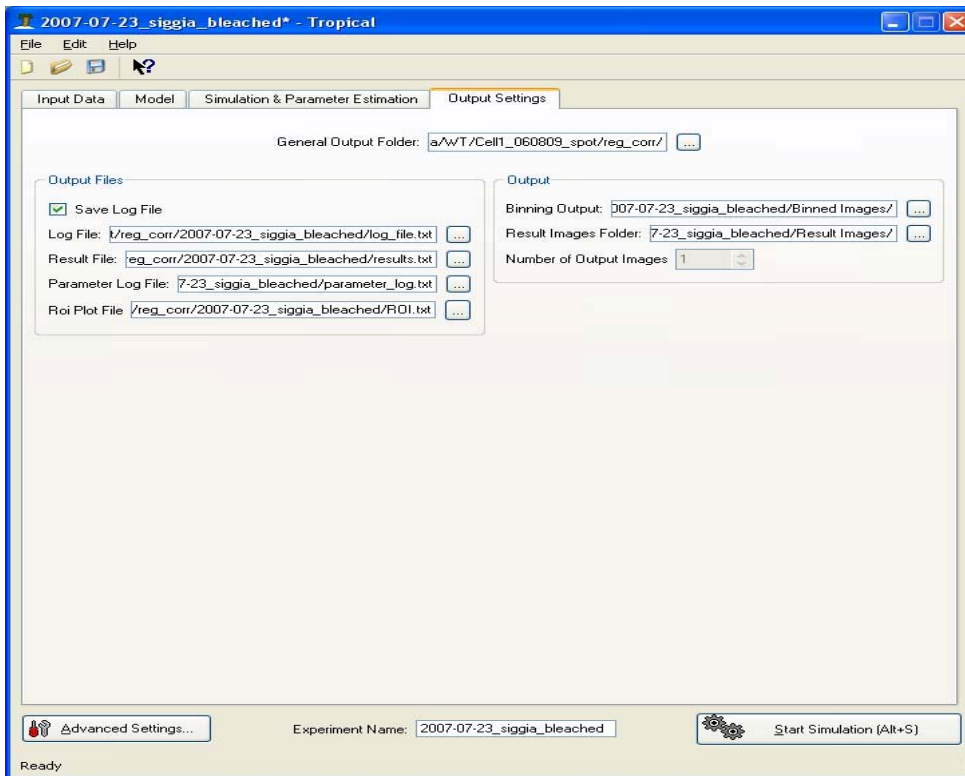 2007-07-23_siggia_bleached* - Tropical
File Edit Help
Input Data Model Simulation & Parameter Estimation Output Settings
General Output Folder: a/WT/Cell1_060809_spot/reg_corr/ ...
Output Files
Save Log File
Log File: t/reg_corr/2007-07-23_siggia_bleached/log_file.txt ...
Result File: reg_corr/2007-07-23_siggia_bleached/results.txt ...
Parameter Log File: 7-23_siggia_bleached/parameter_log.txt ...
Roi Plot File /reg_corr/2007-07-23_siggia_bleached/ROI.txt ...
Output
Binning Output: 007-07-23_siggia_bleached/Binned Images/ ...
Result Images Folder: 7-23_siggia_bleached/Result Images/ ...
Number of Output Images 1
Advanced Settings... Experiment Name: 2007-07-23_siggia_bleached Start Simulation (Alt+S)
Ready